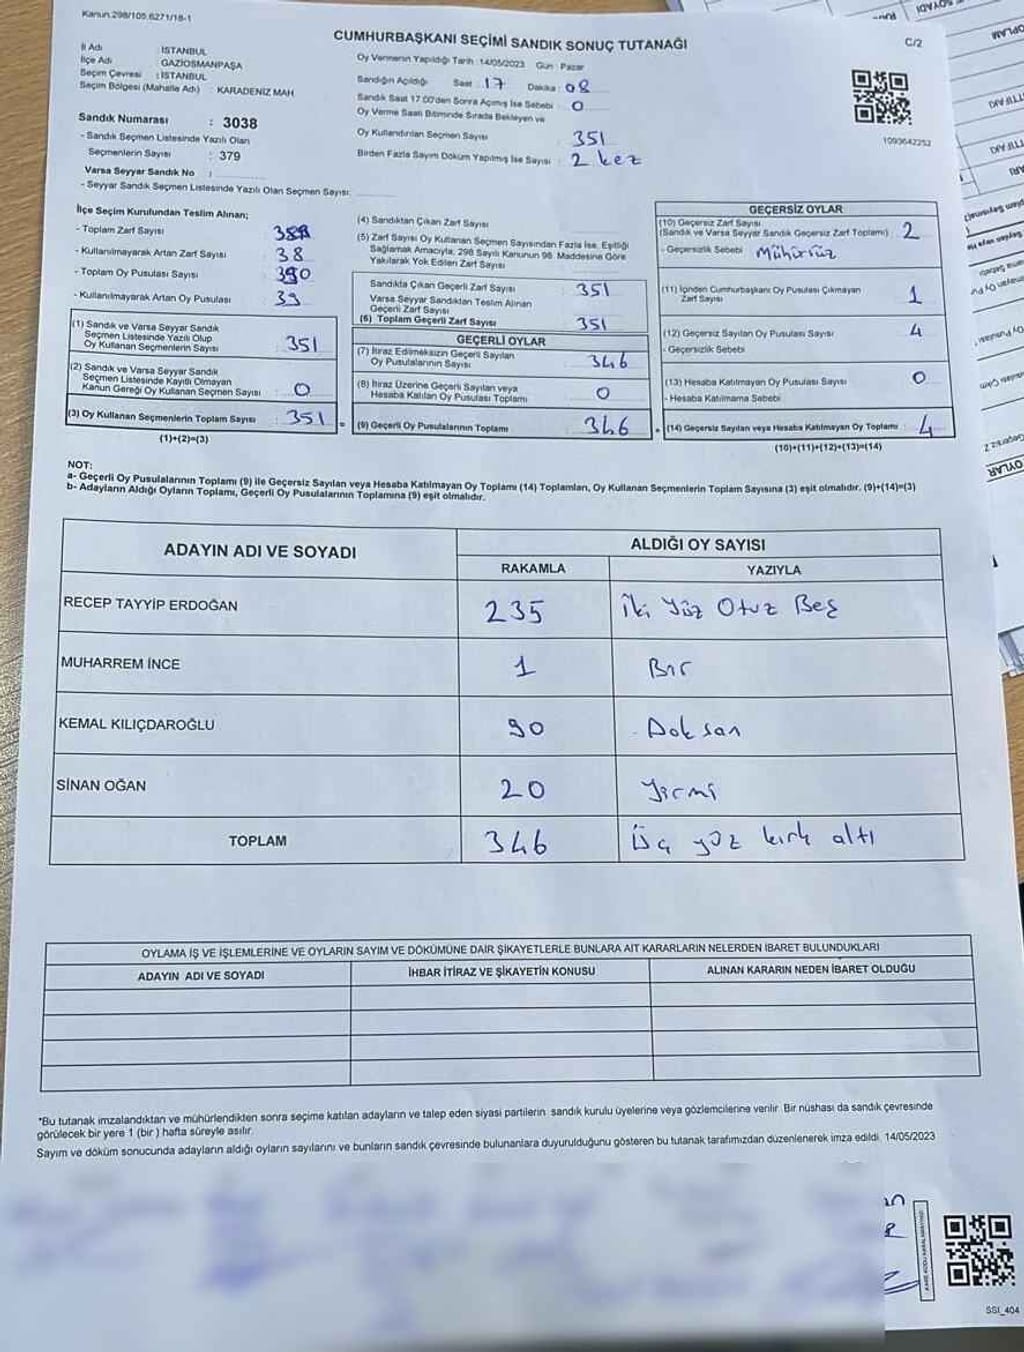 Kanun.298/105,6271/18-1
CUMHURBAŞKANI SEÇİMİ SANDIK SONUÇ TUTANAĞI
C/2
İl Adı : İSTANBUL
İlçe Adı : GAZİOSMANPAŞA
Seçim Çevresi : İSTANBUL
Seçim Bölgesi (Mahalle Adı) : KARADENİZ MAH
Sandık Numarası : 3038
- Sandık Seçmen Listesinde Yazılı Olan
Seçmenlerin Sayısı : 379
Varsa Seyyar Sandık No :
- Seyyar Sandık Seçmen Listesinde Yazılı Olan Seçmen Sayısı:
Oy Vermenin Yapıldığı Tarih :14/05/2023 Gün : Pazar
Sandığın Açıldığı Saat : 17 Dakika : 08
Sandık Saat 17.00'den Sonra Açılmış İse Sebebi : 0
Oy Verme Saati Bitiminde Sırada Bekleyen ve
Oy Kullandırılan Seçmen Sayısı : 351
Birden Fazla Sayım Döküm Yapılmış İse Sayısı : 2 kez
1093642253
İlçe Seçim Kurulundan Teslim Alınan;
- Toplam Zarf Sayısı :
- Kullanılmayarak Artan Zarf Sayısı : 38
- Toplam Oy Pusulası Sayısı : 390
- Kullanılmayarak Artan Oy Pusulası : 39
(1) Sandık ve Varsa Seyyar Sandık
Seçmen Listesinde Yazılı Olup
Oy Kullanan Seçmenlerin Sayısı : 351
(2) Sandık ve Varsa Seyyar Sandık
Seçmen Listesinde Kayıtlı Olmayan
Kanun Gereği Oy Kullanan Seçmen Sayısı : 0
(3) Oy Kullanan Seçmenlerin Toplam Sayısı : 351
(1)+(2)=(3)
(4) Sandıktan Çıkan Zarf Sayısı
(5) Zarf Sayısı Oy Kullanan Seçmen Sayısından Fazla İse, Eşitliği
Sağlamak Amacıyla, 298 Sayılı Kanunun 98. Maddesine Göre
Yakılarak Yok Edilen Zarf Sayısı
Sandıkta Çıkan Geçerli Zarf Sayısı : 351
Varsa Seyyar Sandıktan Teslim Alınan
Geçerli Zarf Sayısı
(6) Toplam Geçerli Zarf Sayısı : 351
GEÇERLİ OYLAR
(7) İtiraz Edilmeksizin Geçerli Sayılan
Oy Pusulalarının Sayısı : 346
(8) İtiraz Üzerine Geçerli Sayılan veya
Hesaba Katılan Oy Pusulası Toplamı : 0
(9) Geçerli Oy Pusulalarının Toplamı : 346
GEÇERSİZ OYLAR
(10) Geçersiz Zarf Sayısı
(Sandık ve Varsa Seyyar Sandık Geçersiz Zarf Toplamı) : 2
- Geçersizlik Sebebi : Mühürsüz
(11) İçinden Cumhurbaşkanı Oy Pusulası Çıkmayan
Zarf Sayısı : 1
(12) Geçersiz Sayılan Oy Pusulası Sayısı : 4
- Geçersizlik Sebebi
(13) Hesaba Katılmayan Oy Pusulası Sayısı : 0
- Hesaba Katılmama Sebebi
(14) Geçersiz Sayılan veya Hesaba Katılmayan Oy Toplamı : 4
(10)+(11)+(12)+(13)=(14)
NOT:
a- Geçerli Oy Pusulalarının Toplamı (9) ile Geçersiz Sayılan veya Hesaba Katılmayan Oy Toplamı (14) Toplamları, Oy Kullanan Seçmenlerin Toplam Sayısına (3) eşit olmalıdır. (9)+(14)=(3)
b- Adayların Aldığı Oyların Toplamı, Geçerli Oy Pusulalarının Toplamına (9) eşit olmalıdır.
ADAYIN ADI VE SOYADI
ALDIĞI OY SAYISI
RAKAMLA YAZIYLA
RECEP TAYYİP ERDOĞAN 235 İki Yüz Otuz Beş
MUHARREM İNCE 1 Bir
KEMAL KILIÇDAROĞLU 90 Doksan
SİNAN OĞAN 20 Yirmi
TOPLAM 346 Üç yüz kırk altı
OYLAMA İŞ VE İŞLEMLERİNE VE OYLARIN SAYIM VE DÖKÜMÜNE DAİR ŞİKAYETLERLE BUNLARA AİT KARARLARIN NELERDEN İBARET BULUNDUKLARI
ADAYIN ADI VE SOYADI İHBAR İTİRAZ VE ŞİKAYETİN KONUSU ALINAN KARARIN NEDEN İBARET OLDUĞU
*Bu tutanak imzalandıktan ve mühürlendikten sonra seçime katılan adayların ve talep eden siyasi partilerin sandık kurulu üyelerine veya gözlemcilerine verilir. Bir nüshası da sandık çevresinde
görülecek bir yere 1 (bir) hafta süreyle asılır.
Sayım ve döküm sonucunda adayların aldığı oyların sayılarını ve bunların sandık çevresinde bulunanlara duyurulduğunu gösteren bu tutanak tarafımızdan düzenlenerek imza edildi. 14/05/2023
SSI_404